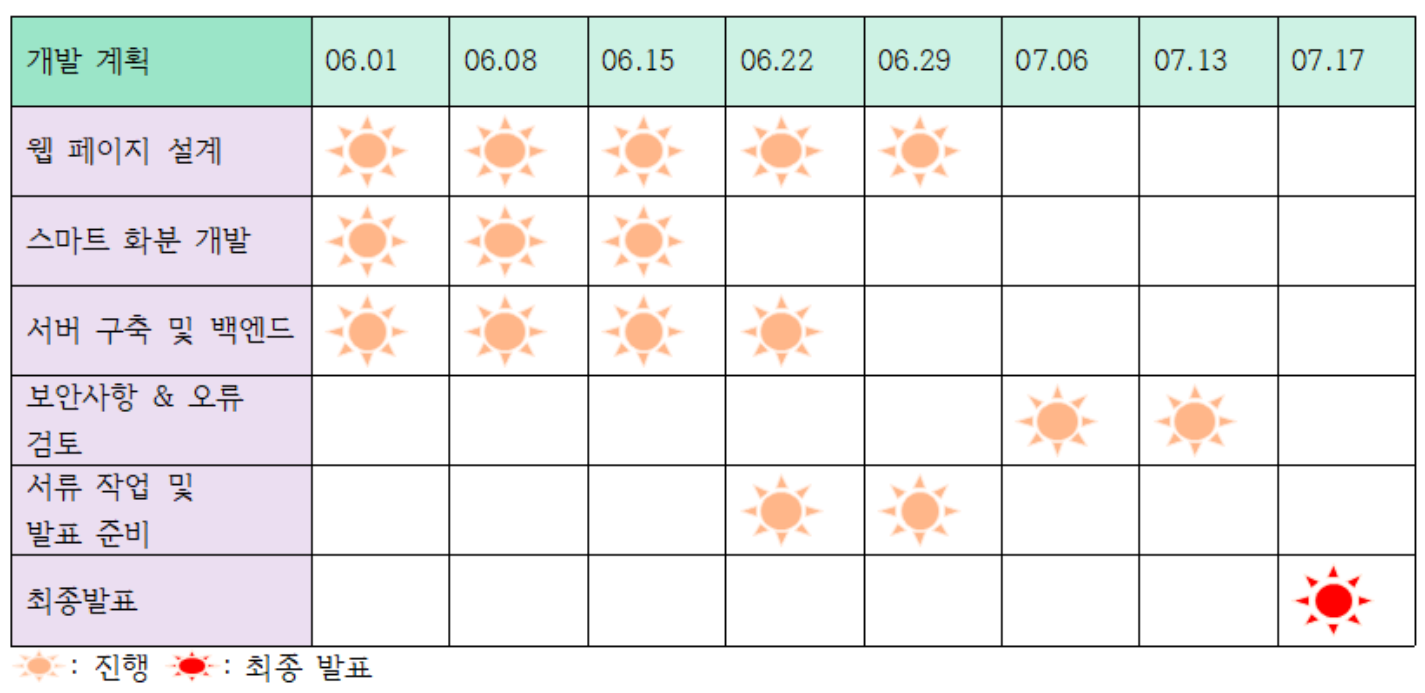 개발 계획 06.01 06.08 06.15 06.22 06.29 07.06 07.13 07.17
웹 페이지 설계
스마트 화분 개발
서버 구축 및 백엔드
보안사항 & 오류
검토
서류 작업 및
발표 준비
최종발표
: 진행 : 최종 발표